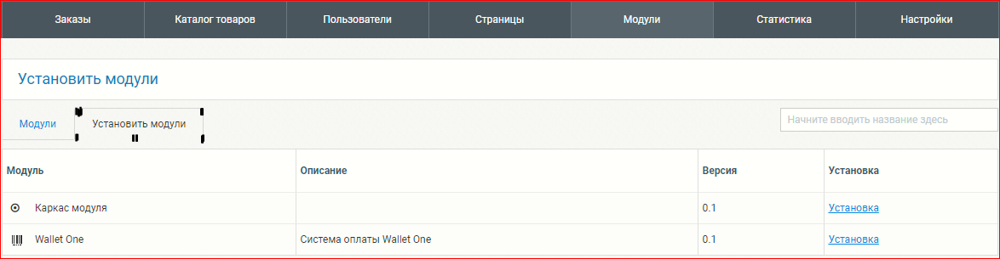 Заказы Каталог товаров Пользователи Страницы Модули Статистика Настройки
Установить модули
Модули Установить модули Начните вводить название здесь
Модуль Описание Версия Установка
Каркас модуля 0.1 Установка
Wallet One Система оплаты Wallet One 0.1 Установка